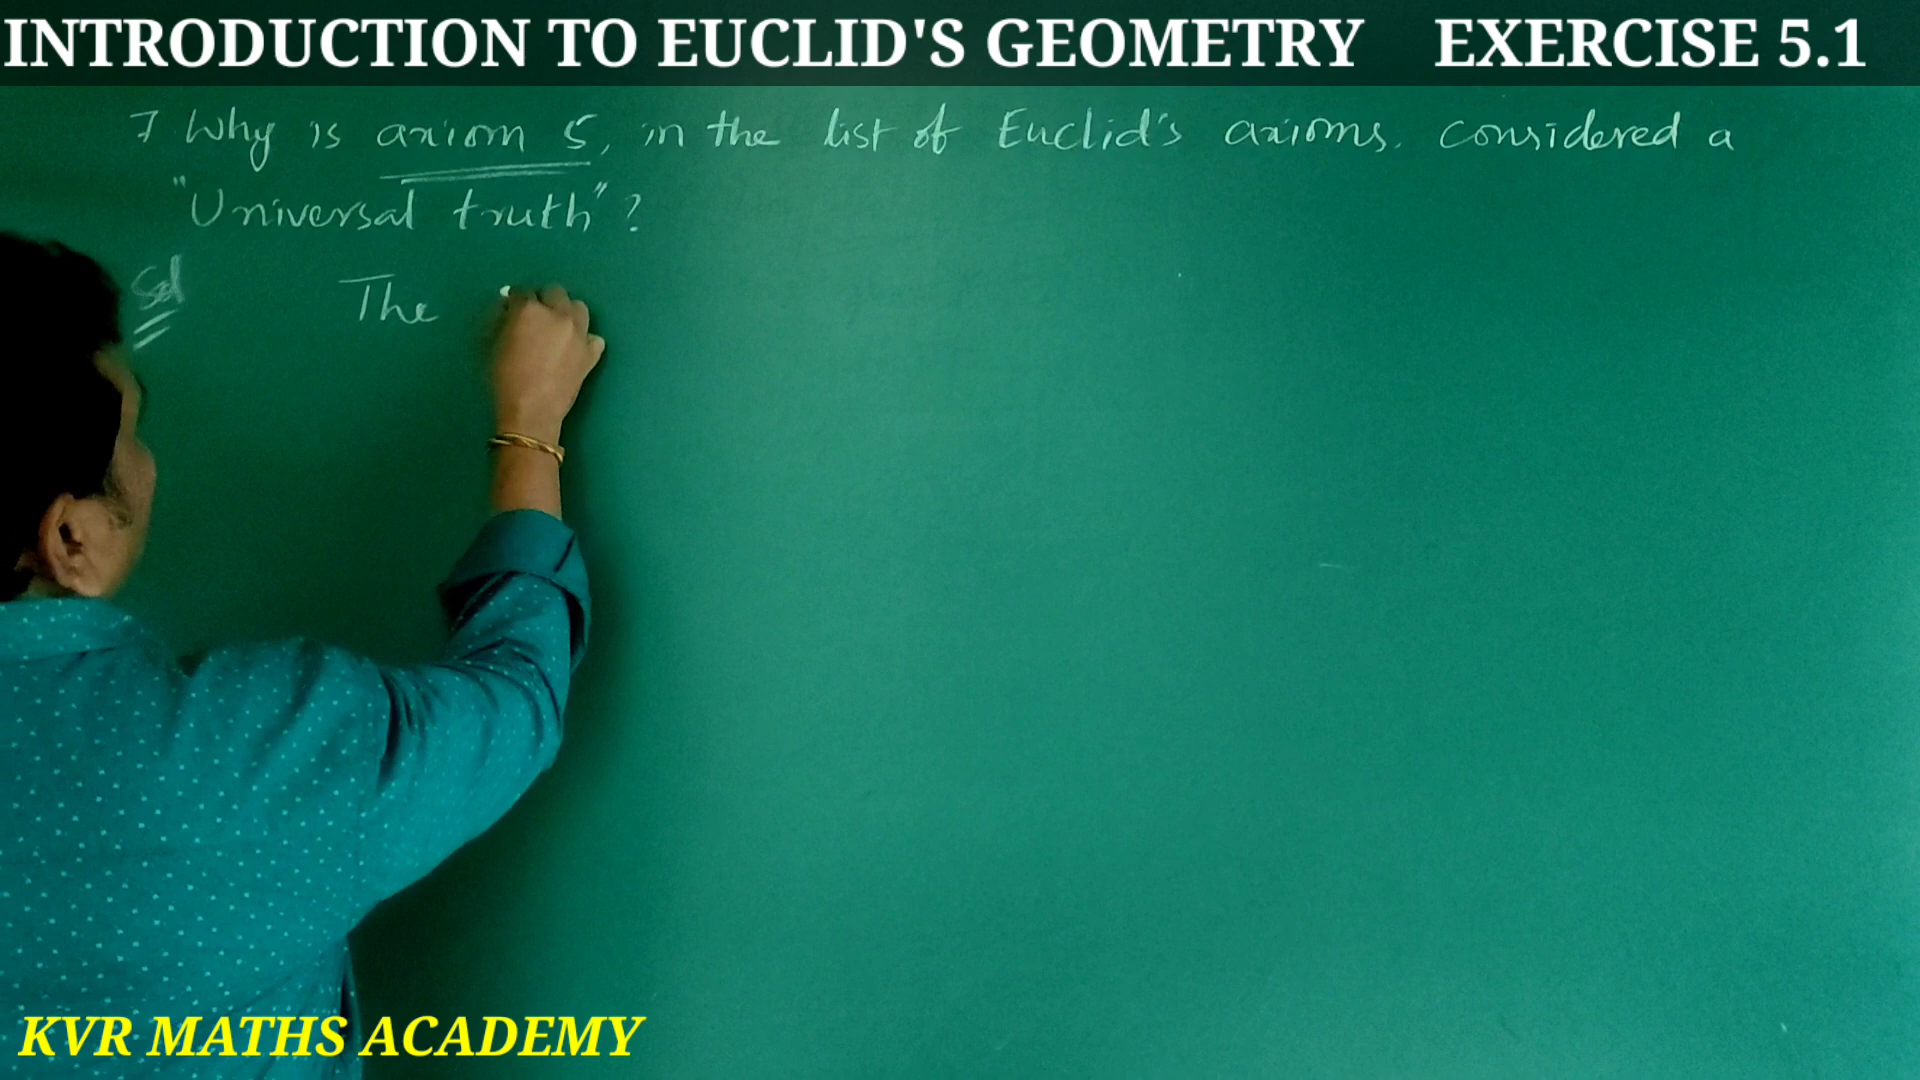 INTRODUCTION TO EUCLID'S GEOMETRY EXERCISE 5.1
7 Why is axiom 5, in the list of Euclid's axioms, considered a
"Universal truth"?
Sol
The
KVR MATHS ACADEMY